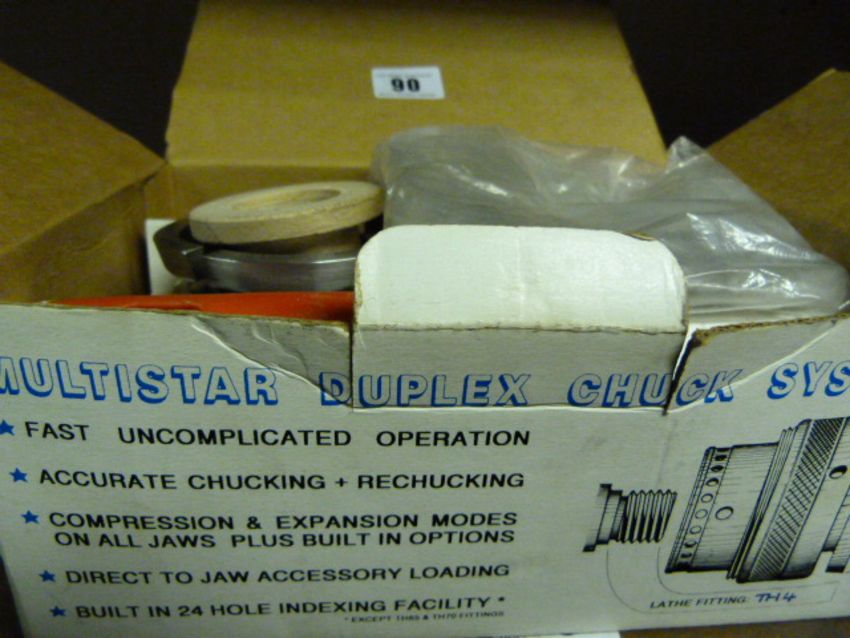 90
MULTISTAR DUPLEX CHUCK SYS
★ FAST UNCOMPLICATED OPERATION
★ ACCURATE CHUCKING + RECHUCKING
★ COMPRESSION & EXPANSION MODES
ON ALL JAWS PLUS BUILT IN OPTIONS
★ DIRECT TO JAW ACCESSORY LOADING
★ BUILT IN 24 HOLE INDEXING FACILITY *
* EXCEPT TH65 & TH70 FITTINGS
LATHE FITTING: TH4